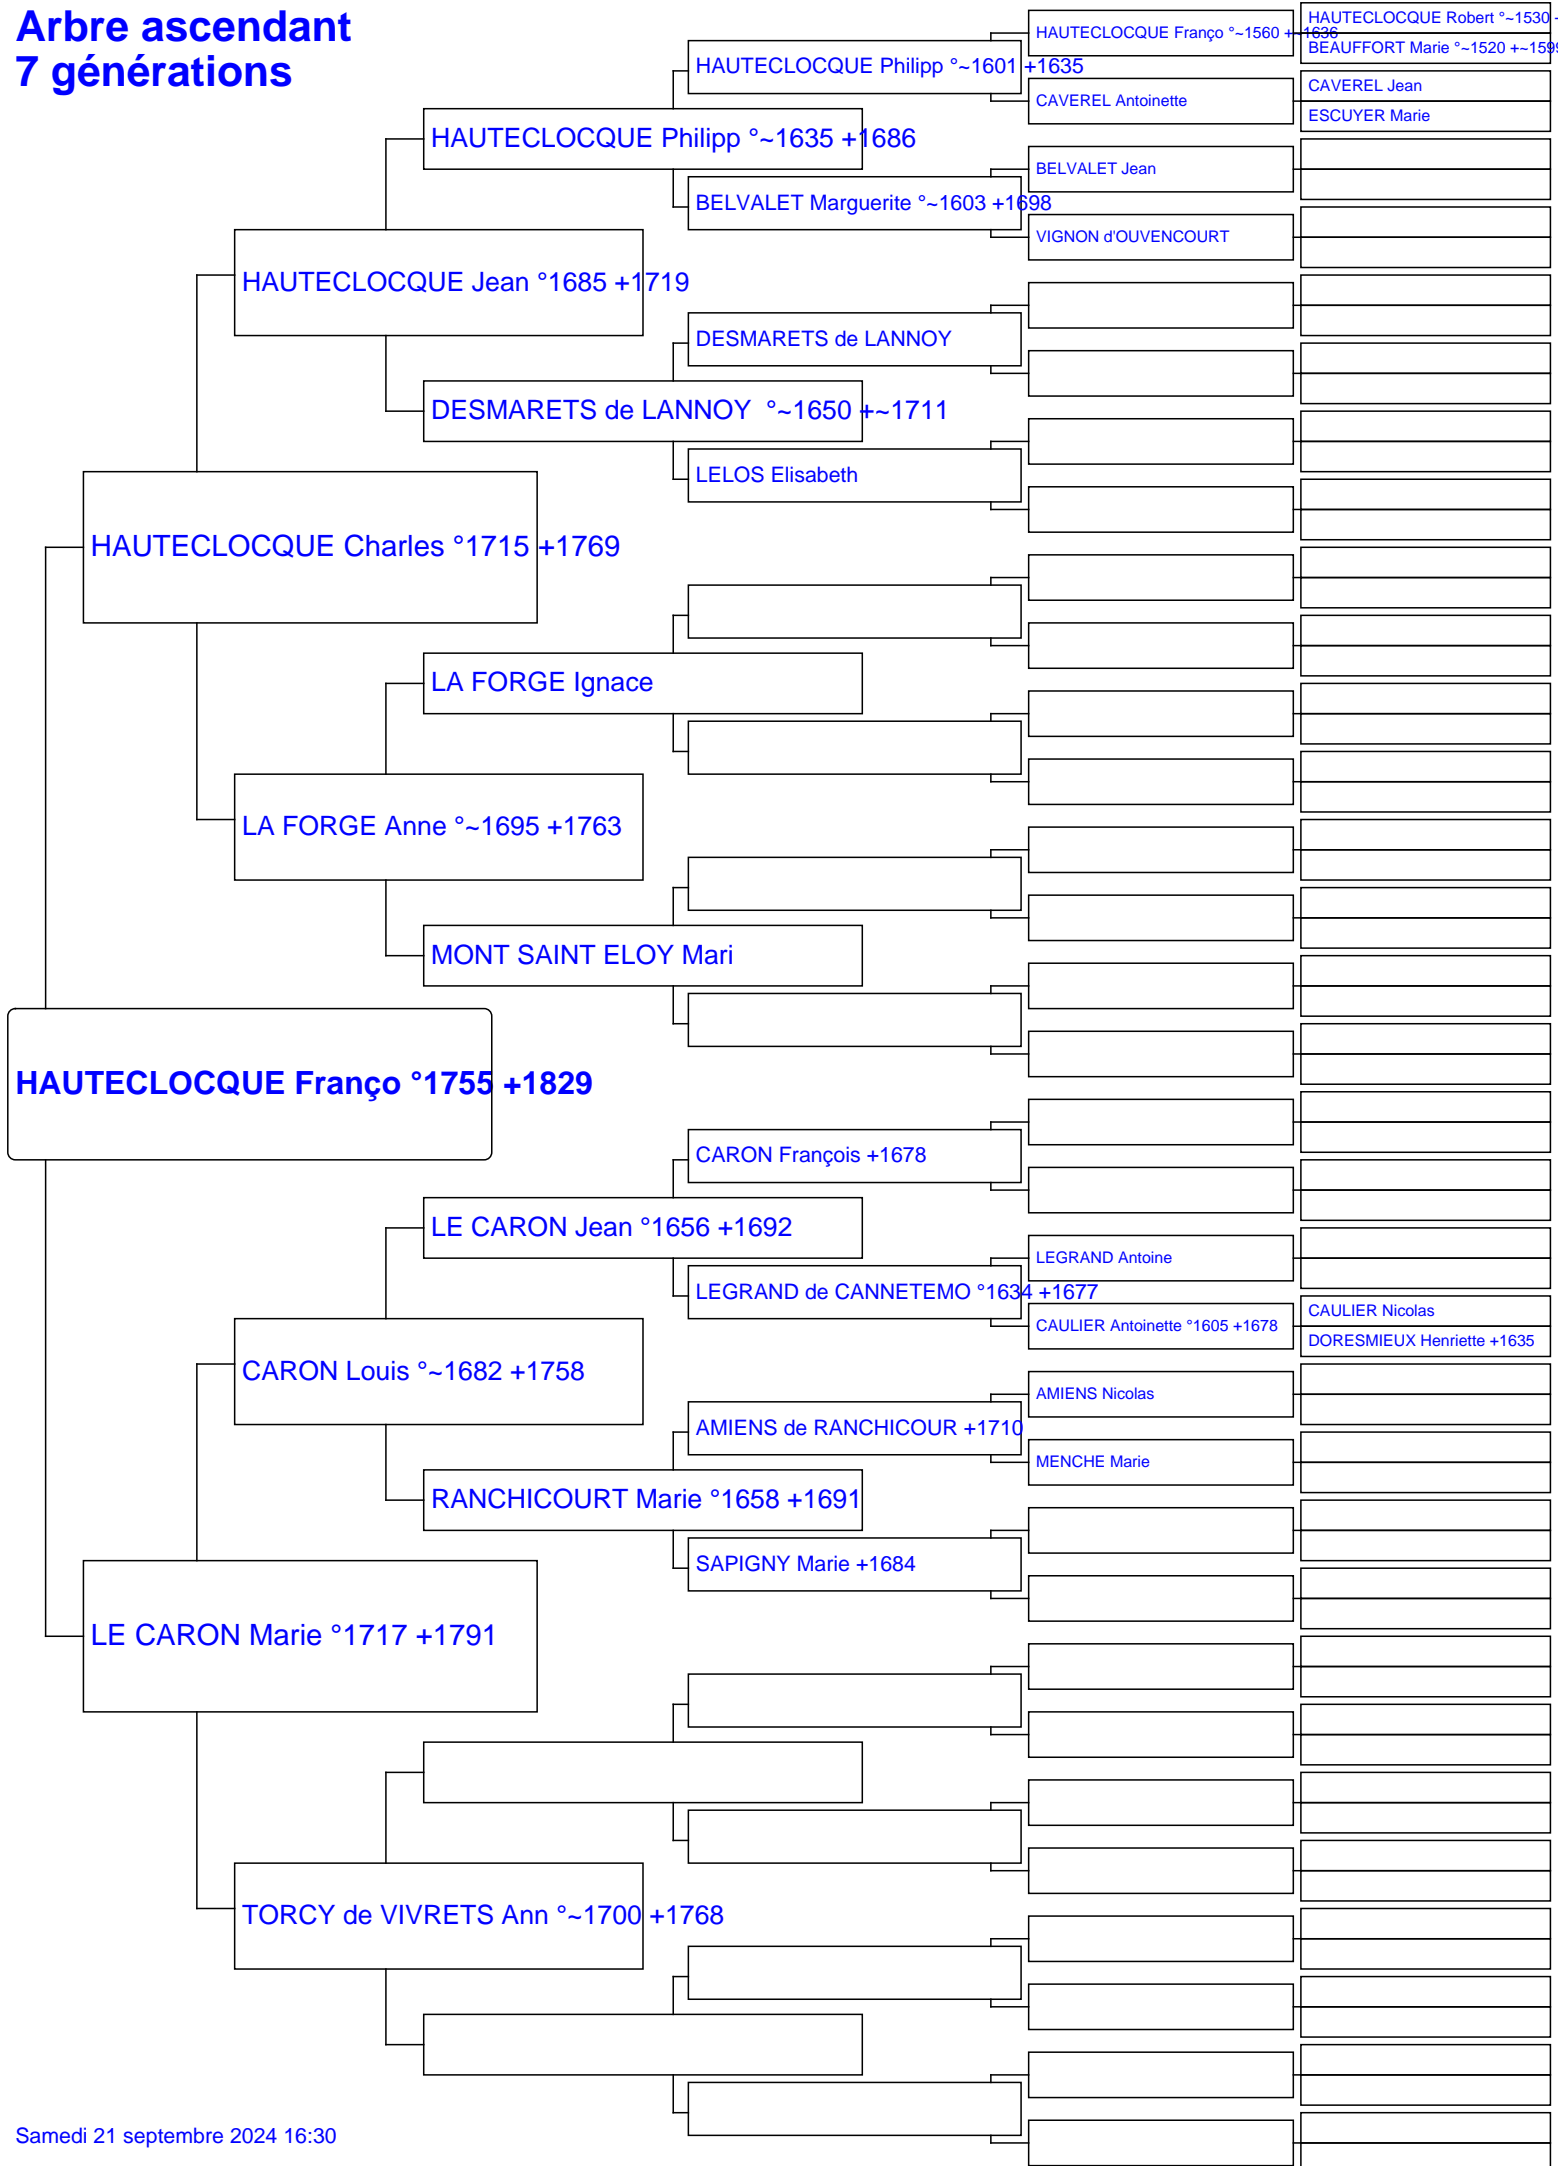 Arbre ascendant
7 générations
HAUTECLOCQUE Franço °~1560 +~1636
HAUTECLOCQUE Robert °~1530 +
BEAUFFORT Marie °~1520 +~1599
HAUTECLOCQUE Philipp °~1601 +1635
CAVEREL Antoinette
CAVEREL Jean
ESCUYER Marie
HAUTECLOCQUE Philipp °~1635 +1686
BELVALET Jean
BELVALET Marguerite °~1603 +1698
VIGNON d'OUVENCOURT
HAUTECLOCQUE Jean °1685 +1719
DESMARETS de LANNOY
DESMARETS de LANNOY °~1650 +~1711
LELOS Elisabeth
HAUTECLOCQUE Charles °1715 +1769
LA FORGE Ignace
LA FORGE Anne °~1695 +1763
MONT SAINT ELOY Mari
HAUTECLOCQUE Franço °1755 +1829
CARON François +1678
LE CARON Jean °1656 +1692
LEGRAND Antoine
LEGRAND de CANNETEMO °1634 +1677
CAULIER Antoinette °1605 +1678
CAULIER Nicolas
DORESMIEUX Henriette +1635
CARON Louis °~1682 +1758
AMIENS Nicolas
AMIENS de RANCHICOUR +1710
MENCHE Marie
RANCHICOURT Marie °1658 +1691
SAPIGNY Marie +1684
LE CARON Marie °1717 +1791
TORCY de VIVRETS Ann °~1700 +1768
Samedi 21 septembre 2024 16:30